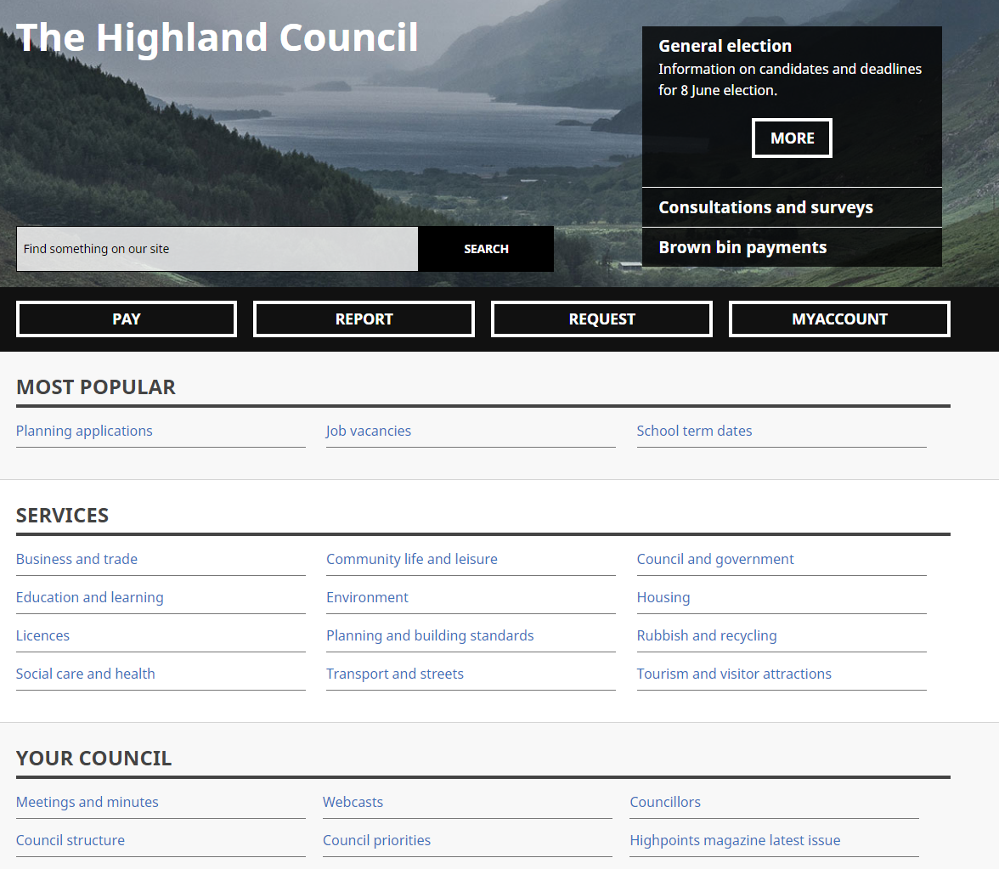 The Highland Council
General election
Information on candidates and deadlines
for 8 June election.
MORE
Consultations and surveys
Brown bin payments
Find something on our site
SEARCH
PAY
REPORT
REQUEST
MYACCOUNT
MOST POPULAR
Planning applications
Job vacancies
School term dates
SERVICES
Business and trade
Community life and leisure
Council and government
Education and learning
Environment
Housing
Licences
Planning and building standards
Rubbish and recycling
Social care and health
Transport and streets
Tourism and visitor attractions
YOUR COUNCIL
Meetings and minutes
Webcasts
Councillors
Council structure
Council priorities
Highpoints magazine latest issue